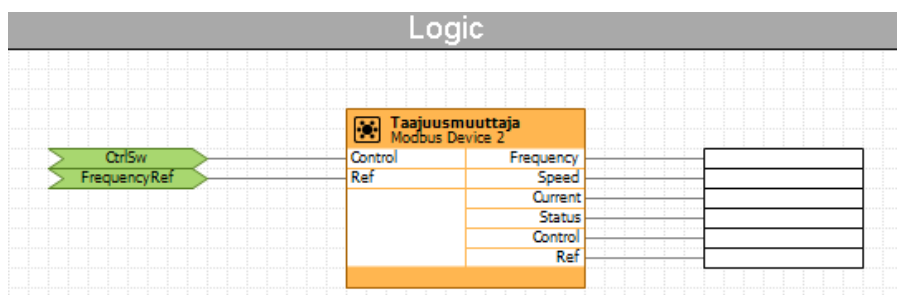 Logic
Taajuusmuuttaja
Modbus Device 2
CtrlSw Control Frequency
FrequencyRef Ref Speed
Current
Status
Control
Ref